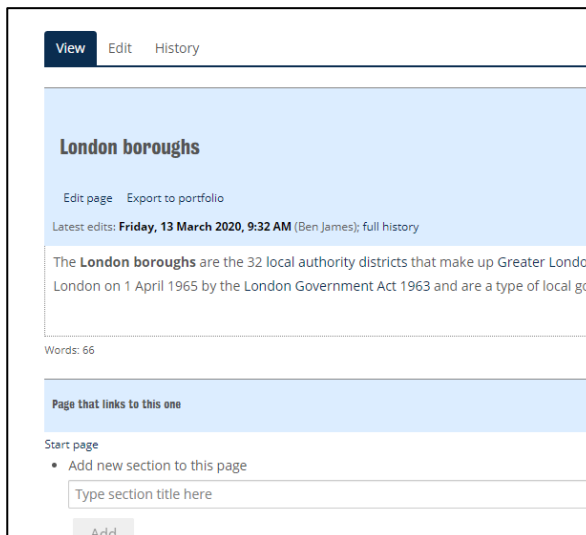 View Edit History
London boroughs
Edit page Export to portfolio
Latest edits: Friday, 13 March 2020, 9:32 AM (Ben James); full history
The London boroughs are the 32 local authority districts that make up Greater Londo
London on 1 April 1965 by the London Government Act 1963 and are a type of local go
Words: 66
Page that links to this one
Start page
• Add new section to this page
Type section title here
Add